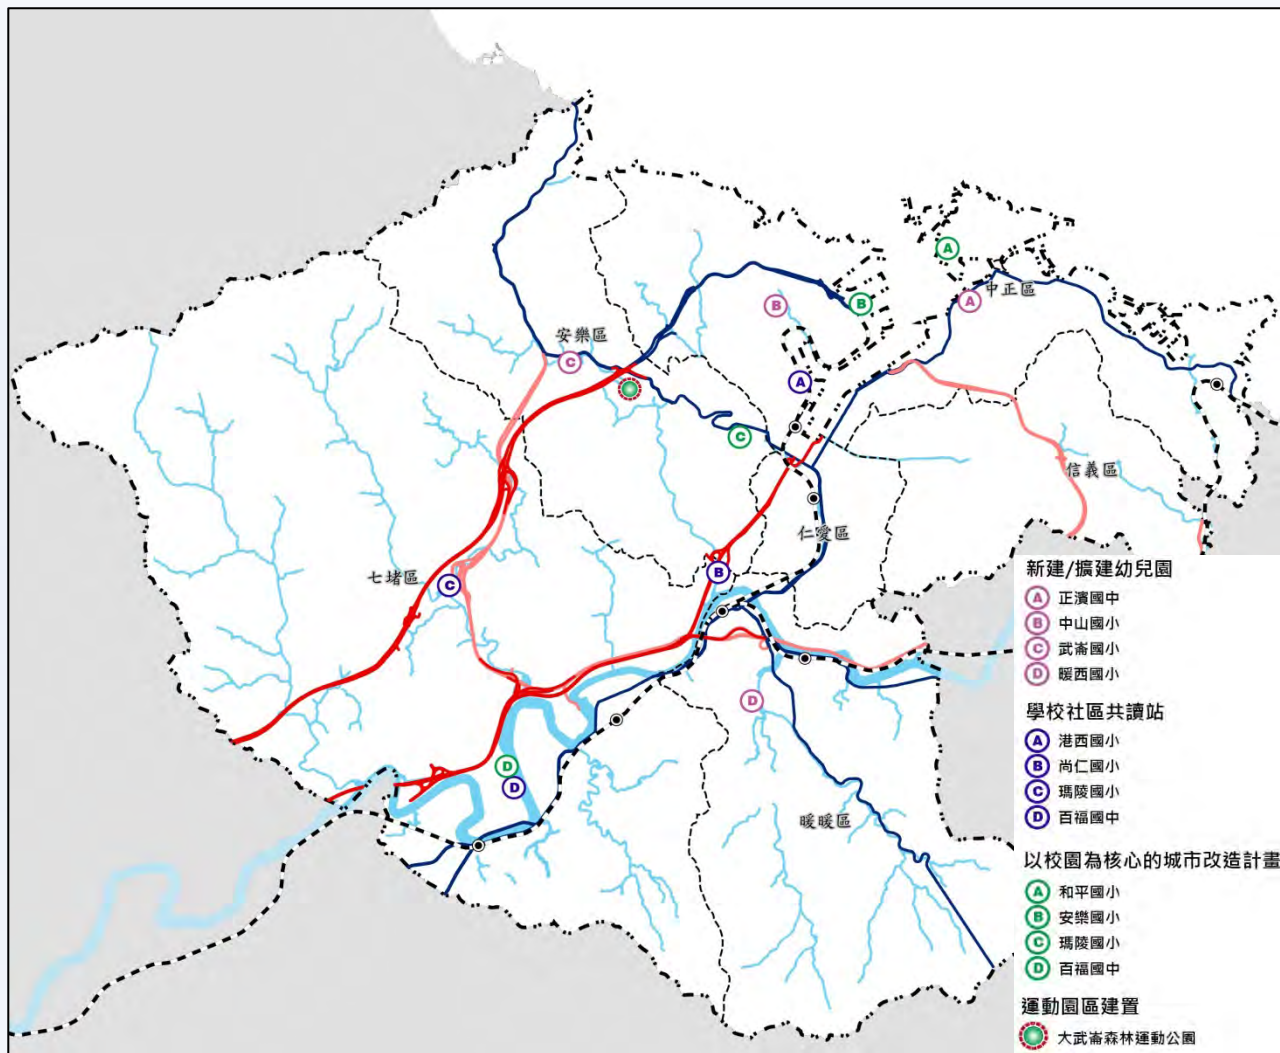 A
中正區
A
B
B
安樂區
C
A
C
信義區
仁愛區
七堵區
C
B
D
D
D
暖暖區
新建/擴建幼兒園
A 正濱國中
B 中山國小
C 武崙國小
D 暖西國小
學校社區共讀站
A 港西國小
B 尚仁國小
C 瑪陵國小
D 百福國中
以校園為核心的城市改造計畫
A 和平國小
B 安樂國小
C 瑪陵國小
D 百福國中
運動園區建置
大武崙森林運動公園